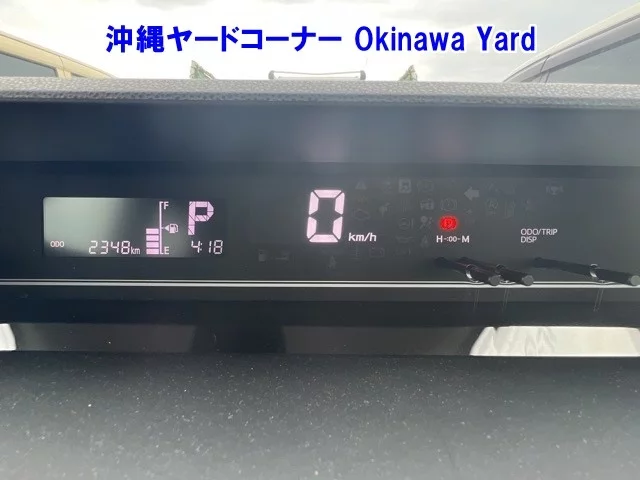 沖縄ヤードコーナー Okinawa Yard
F
P
0 km/h
ODO 2348km
E
4:18
H -:00- M
ODO/TRIP
DISP